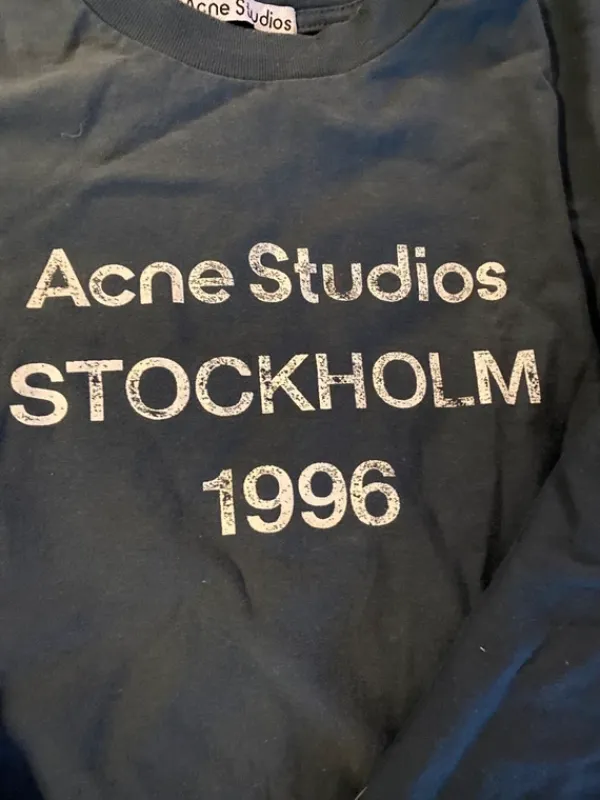 Acne Studios
Acne Studios
STOCKHOLM
1996